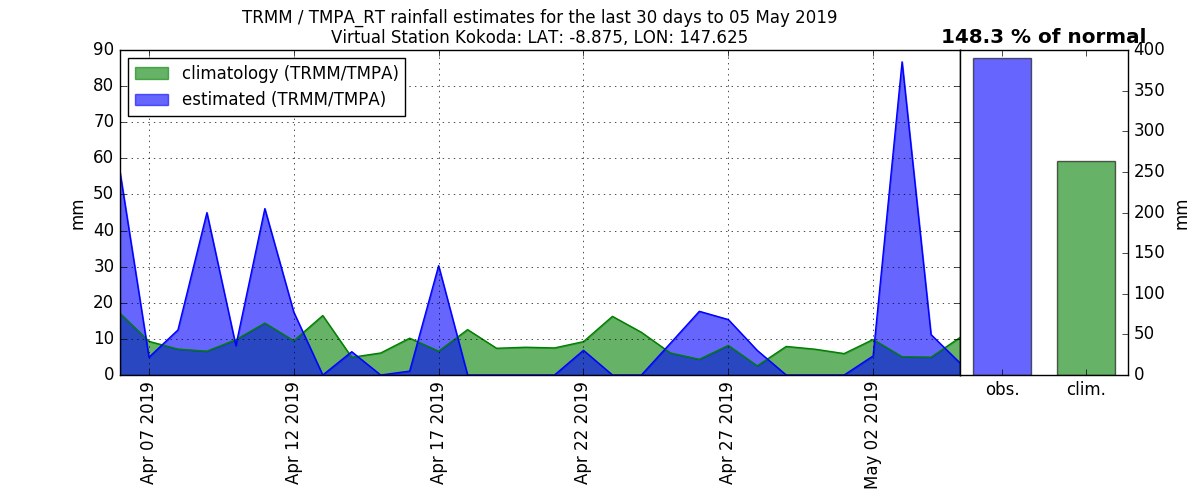 TRMM / TMPA_RT rainfall estimates for the last 30 days to 05 May 2019
Virtual Station Kokoda: LAT: -8.875, LON: 147.625
148.3 % of normal
climatology (TRMM/TMPA)
estimated (TRMM/TMPA)
90
80
70
60
50
40
30
20
10
0
mm
Apr 07 2019
Apr 12 2019
Apr 17 2019
Apr 22 2019
Apr 27 2019
May 02 2019
400
350
300
250
200
150
100
50
0
mm
obs.
clim.